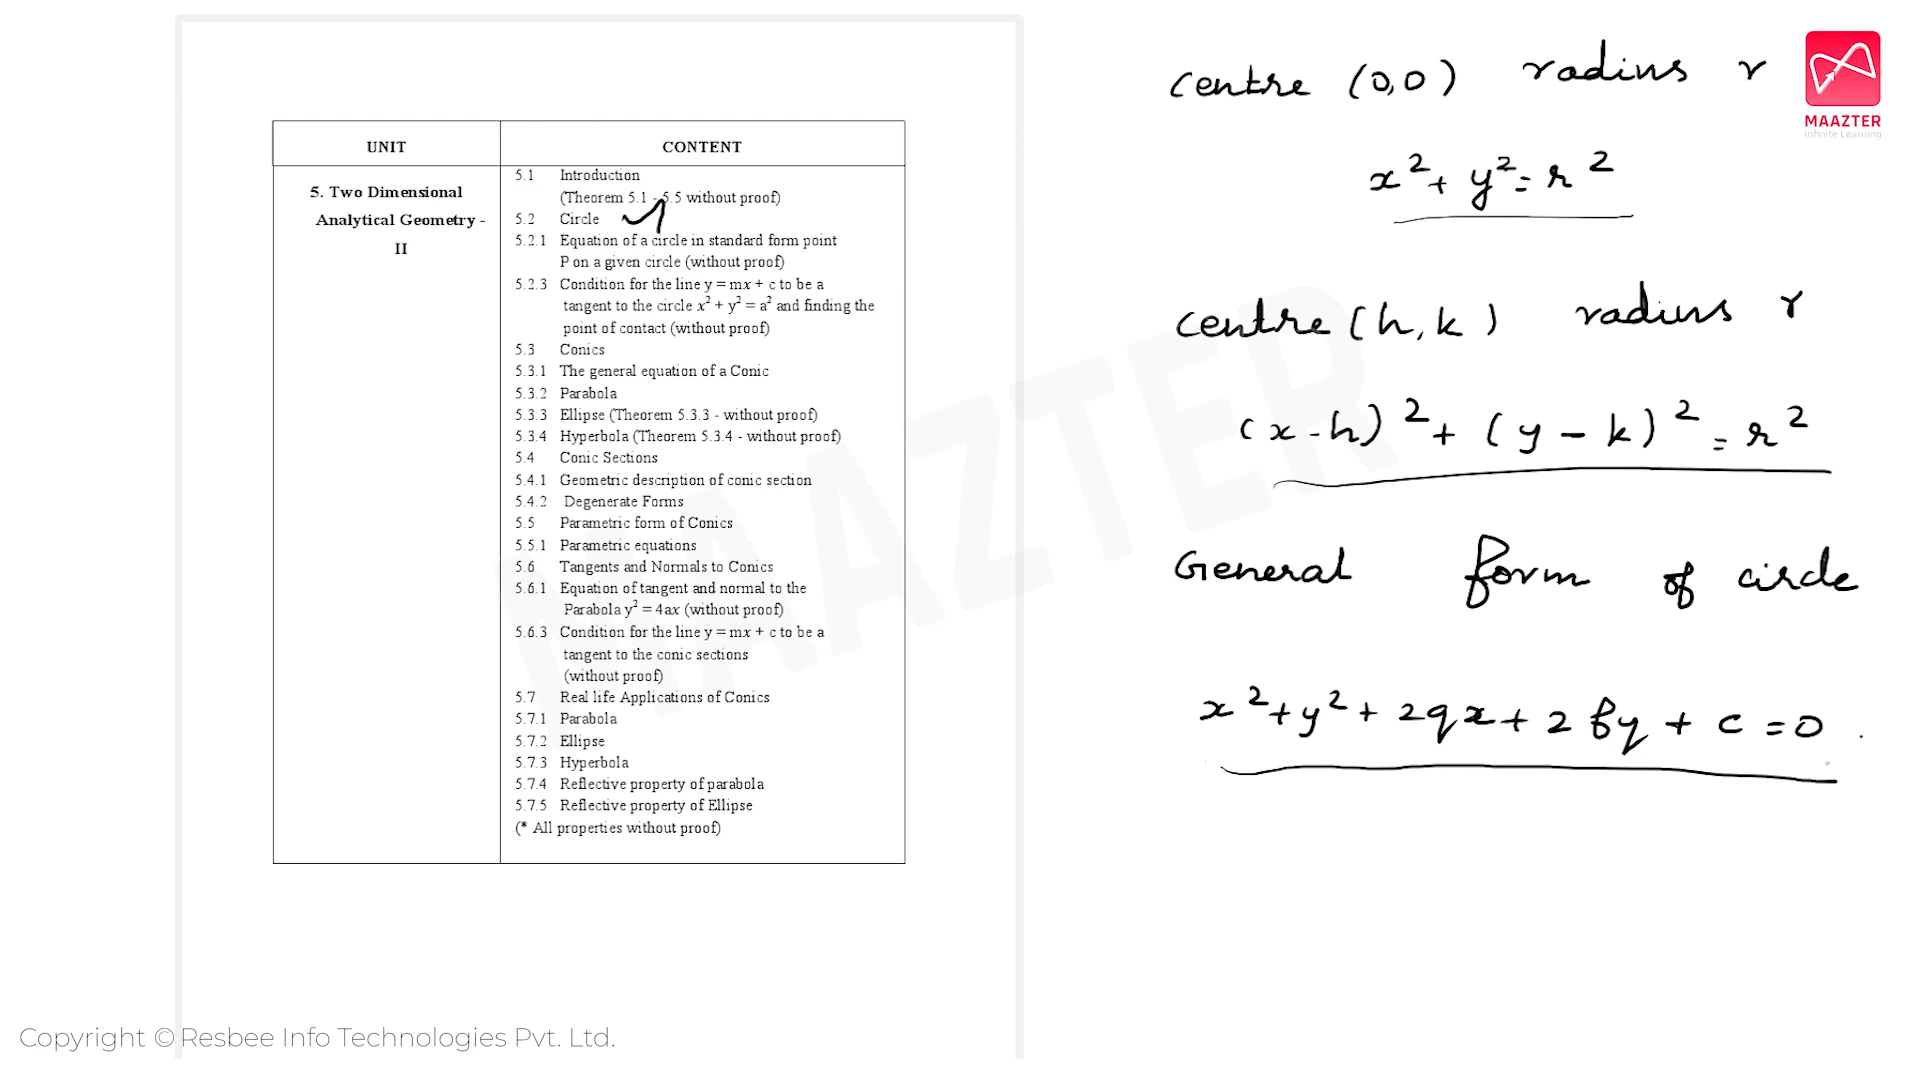 UNIT
CONTENT
5. Two Dimensional
Analytical Geometry -
II
5.1 Introduction
(Theorem 5.1 - 5.5 without proof)
5.2 Circle
5.2.1 Equation of a circle in standard form point
P on a given circle (without proof)
5.2.3 Condition for the line y = mx + c to be a
tangent to the circle x² + y² = a² and finding the
point of contact (without proof)
5.3 Conics
5.3.1 The general equation of a Conic
5.3.2 Parabola
5.3.3 Ellipse (Theorem 5.3.3 - without proof)
5.3.4 Hyperbola (Theorem 5.3.4 - without proof)
5.4 Conic Sections
5.4.1 Geometric description of conic section
5.4.2 Degenerate Forms
5.5 Parametric form of Conics
5.5.1 Parametric equations
5.6 Tangents and Normals to Conics
5.6.1 Equation of tangent and normal to the
Parabola y² = 4ax (without proof)
5.6.3 Condition for the line y = mx + c to be a
tangent to the conic sections
(without proof)
5.7 Real life Applications of Conics
5.7.1 Parabola
5.7.2 Ellipse
5.7.3 Hyperbola
5.7.4 Reflective property of parabola
5.7.5 Reflective property of Ellipse
(* All properties without proof)
centre (0,0) radius r
x² + y² = r²
centre (h, k) radius r
(x - h)² + (y - k)² = r²
General form of circle
x² + y² + 2gx + 2fy + c = 0
MAAZTER
Infinite Learning
MAAZTER
Copyright © Resbee Info Technologies Pvt. Ltd.